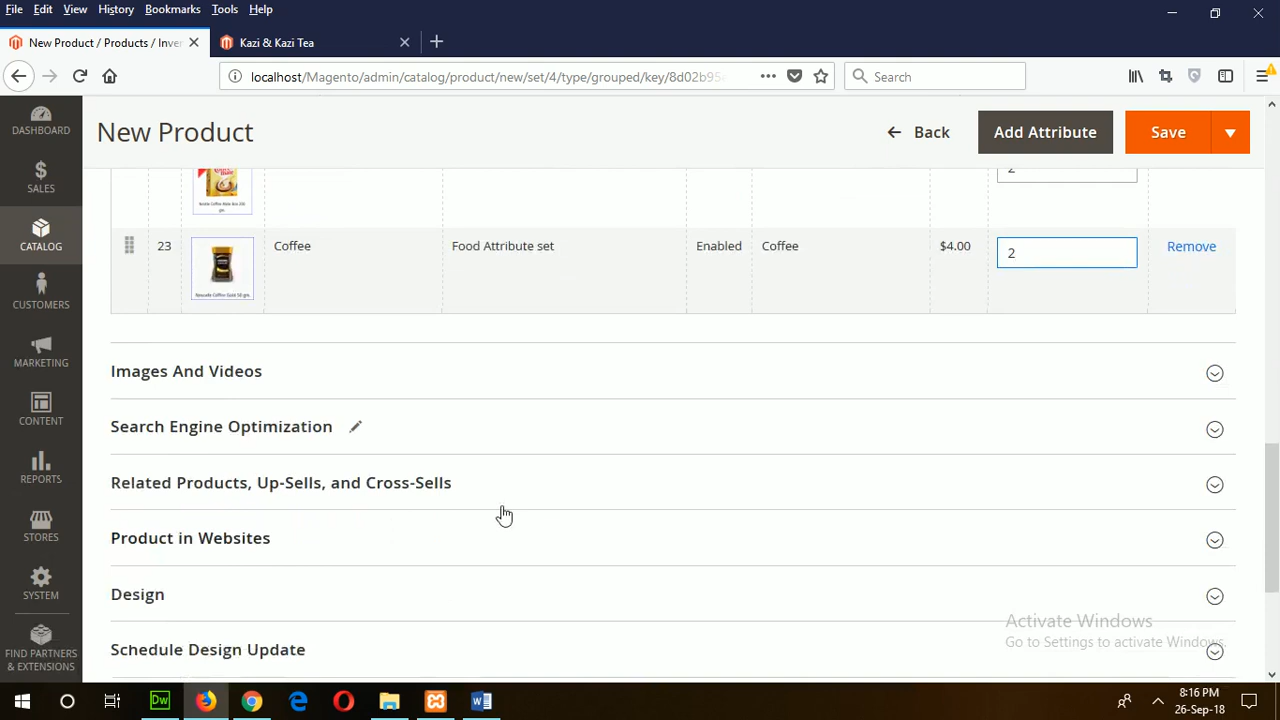 File Edit View History Bookmarks Tools Help
New Product / Products / Inve
Kazi & Kazi Tea
localhost/Magento/admin/catalog/product/new/set/4/type/grouped/key/8d02b95e
Search
DASHBOARD
SALES
CATALOG
CUSTOMERS
MARKETING
CONTENT
REPORTS
STORES
SYSTEM
FIND PARTNERS
& EXTENSIONS
New Product
Back
Add Attribute
Save
2
23 Coffee Food Attribute set Enabled Coffee $4.00 2 Remove
Images And Videos
Search Engine Optimization
Related Products, Up-Sells, and Cross-Sells
Product in Websites
Design
Schedule Design Update
Activate Windows
Go to Settings to activate Windows.
Dw
W
8:16 PM
26-Sep-18